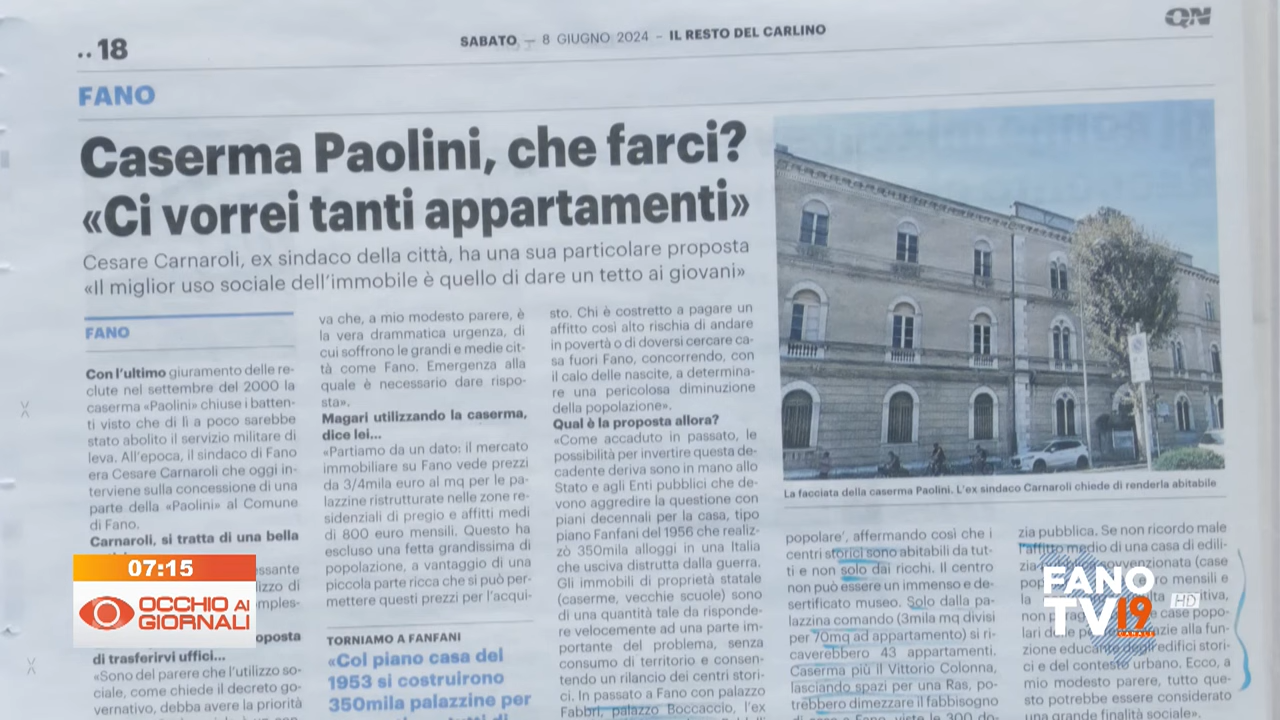 ..18
SABATO — 8 GIUGNO 2024 – IL RESTO DEL CARLINO
QN
FANO
Caserma Paolini, che farci?
«Ci vorrei tanti appartamenti»
Cesare Carnaroli, ex sindaco della città, ha una sua particolare proposta
«Il miglior uso sociale dell'immobile è quello di dare un tetto ai giovani»
FANO
Con l'ultimo giuramento delle re-
clute nel settembre del 2000 la
caserma «Paolini» chiuse i batten-
ti visto che di lì a poco sarebbe
stato abolito il servizio militare di
leva. All'epoca, il sindaco di Fano
era Cesare Carnaroli che oggi in-
terviene sulla concessione di una
parte della «Paolini» al Comune
di Fano.
Carnaroli, si tratta di una bella
di trasferirvi uffici...
«Sono del parere che l'utilizzo so-
ciale, come chiede il decreto go-
vernativo, debba avere la priorità
va che, a mio modesto parere, è
la vera drammatica urgenza, di
cui soffrono le grandi e medie cit-
tà come Fano. Emergenza alla
quale è necessario dare rispo-
sta».
Magari utilizzando la caserma,
dice lei...
«Partiamo da un dato: il mercato
immobiliare su Fano vede prezzi
da 3/4mila euro al mq per le pa-
lazzine ristrutturate nelle zone re-
sidenziali di pregio e affitti medi
di 800 euro mensili. Questo ha
escluso una fetta grandissima di
popolazione, a vantaggio di una
piccola parte ricca che si può per-
mettere questi prezzi per l'acqui-
TORNIAMO A FANFANI
«Col piano casa del
1953 si costruirono
350mila palazzine per
sto. Chi è costretto a pagare un
affitto così alto rischia di andare
in povertà o di doversi cercare ca-
sa fuori Fano, concorrendo, con
il calo delle nascite, a determina-
re una pericolosa diminuzione
della popolazione».
Qual è la proposta allora?
«Come accaduto in passato, le
possibilità per invertire questa de-
cadente deriva sono in mano allo
Stato e agli Enti pubblici che de-
vono aggredire la questione con
piani decennali per la casa, tipo
piano Fanfani del 1956 che realiz-
zò 350mila alloggi in una Italia
che usciva distrutta dalla guerra.
Gli immobili di proprietà statale
(caserme, vecchie scuole) sono
di una quantità tale da risponde-
re velocemente ad una parte im-
portante del problema, senza
consumo di territorio e consen-
tendo un rilancio dei centri stori-
ci. In passato a Fano con palazzo
Fabbri, palazzo Boccaccio, l'ex
La facciata della caserma Paolini. L'ex sindaco Carnaroli chiede di renderla abitabile
popolare', affermando così che i
centri storici sono abitabili da tut-
ti e non solo dai ricchi. Il centro
non può essere un immenso e de-
sertificato museo. Solo dalla pa-
lazzina comando (3mila mq divisi
per 70mq ad appartamento) si ri-
caverebbero 43 appartamenti.
Caserma più il Vittorio Colonna,
lasciando spazi per una Ras, po-
trebbero dimezzare il fabbisogno
zia pubblica. Se non ricordo male
l'affitto medio di una casa di edili-
zia convenzionata (case
mensili e
case popo-
alla fun-
zione edifici stori-
ci e del contesto urbano. Ecco, a
mio modesto parere, tutto que-
sto potrebbe essere considerato
una grande finalità sociale».
07:15
OCCHIO AI
GIORNALI
FANO
TV 19 HD
CANALE